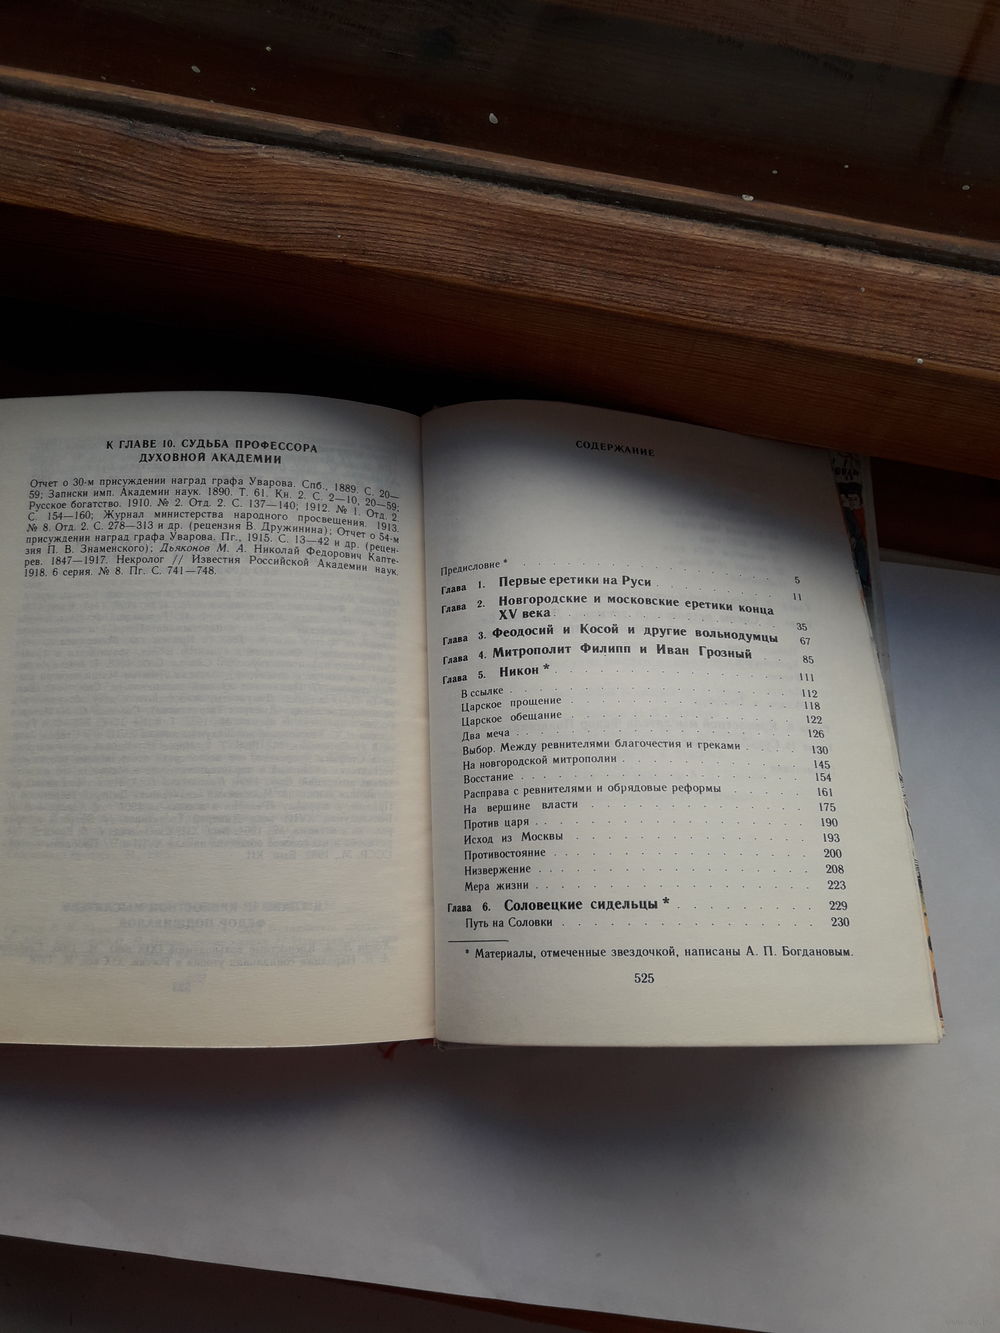 К ГЛАВЕ 10. СУДЬБА ПРОФЕССОРА
ДУХОВНОЙ АКАДЕМИИ
Отчет о 30-м присуждении наград графа Уварова. Спб., 1889. С. 20—
59; Записки имп. Академии наук. 1890. Т. 61. Кн. 2. С. 2—10, 20—59;
Русское богатство. 1910. № 2. Отд. 2. С. 137—140; 1912. № 1. Отд. 2.
С. 154—160; Журнал министерства народного просвещения. 1913.
№ 8. Отд. 2. С. 278—313 и др. (рецензия В. Дружинина); Отчет о 54-м
присуждении наград графа Уварова. Пг., 1915. С. 13—42 и др. (рецен-
зия П. В. Знаменского); Дьяконов М. А. Николай Федорович Капте-
рев. 1847—1917. Некролог // Известия Российской Академии наук.
1918. 6 серия. № 8. Пг. С. 741—748.
СОДЕРЖАНИЕ
Предисловие * 5
Глава 1. Первые еретики на Руси 11
Глава 2. Новгородские и московские еретики конца
XV века 35
Глава 3. Феодосий и Косой и другие вольнодумцы 67
Глава 4. Митрополит Филипп и Иван Грозный 85
Глава 5. Никон * 111
В ссылке 112
Царское прощение 118
Царское обещание 122
Два меча 126
Выбор. Между ревнителями благочестия и греками 130
На новгородской митрополии 145
Восстание 154
Расправа с ревнителями и обрядовые реформы 161
На вершине власти 175
Против царя 190
Исход из Москвы 193
Противостояние 200
Низвержение 208
Мера жизни 223
Глава 6. Соловецкие сидельцы * 229
Путь на Соловки 230
* Материалы, отмеченные звездочкой, написаны А. П. Богдановым.
525